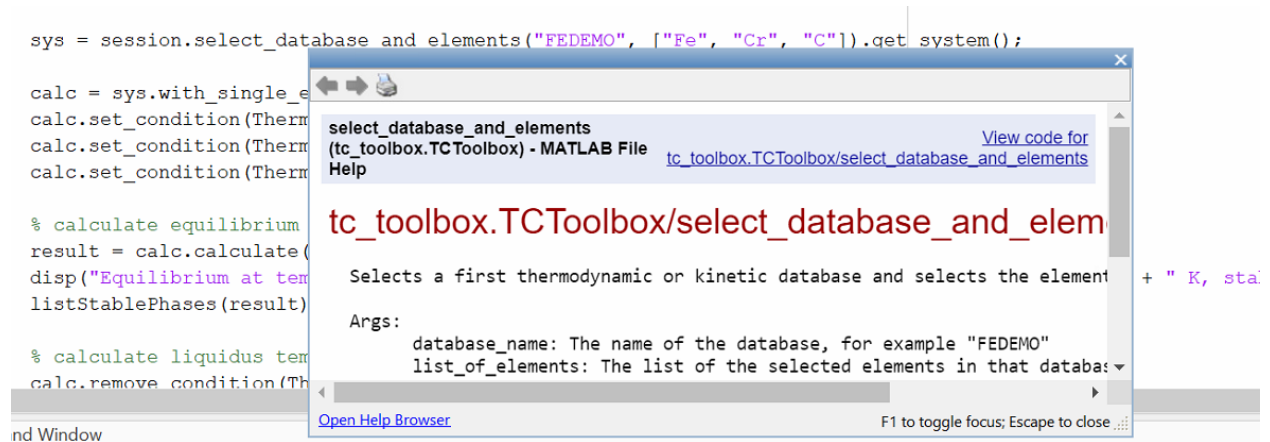 sys = session.select_database_and_elements("FEDEMO", ["Fe", "Cr", "C"]).get_system();
calc = sys.with_single_e
calc.set_condition(Therm
calc.set_condition(Therm
calc.set_condition(Therm
% calculate equilibrium
result = calc.calculate(
disp("Equilibrium at tem
+ " K, sta
listStablePhases(result)
% calculate liquidus tem
calc.remove_condition(Th
nd Window
select_database_and_elements
(tc_toolbox.TCToolbox) - MATLAB File
Help
View code for
tc_toolbox.TCToolbox/select_database_and_elements
tc_toolbox.TCToolbox/select_database_and_elem
Selects a first thermodynamic or kinetic database and selects the element
Args:
database_name: The name of the database, for example "FEDEMO"
list_of_elements: The list of the selected elements in that databas
Open Help Browser
F1 to toggle focus; Escape to close